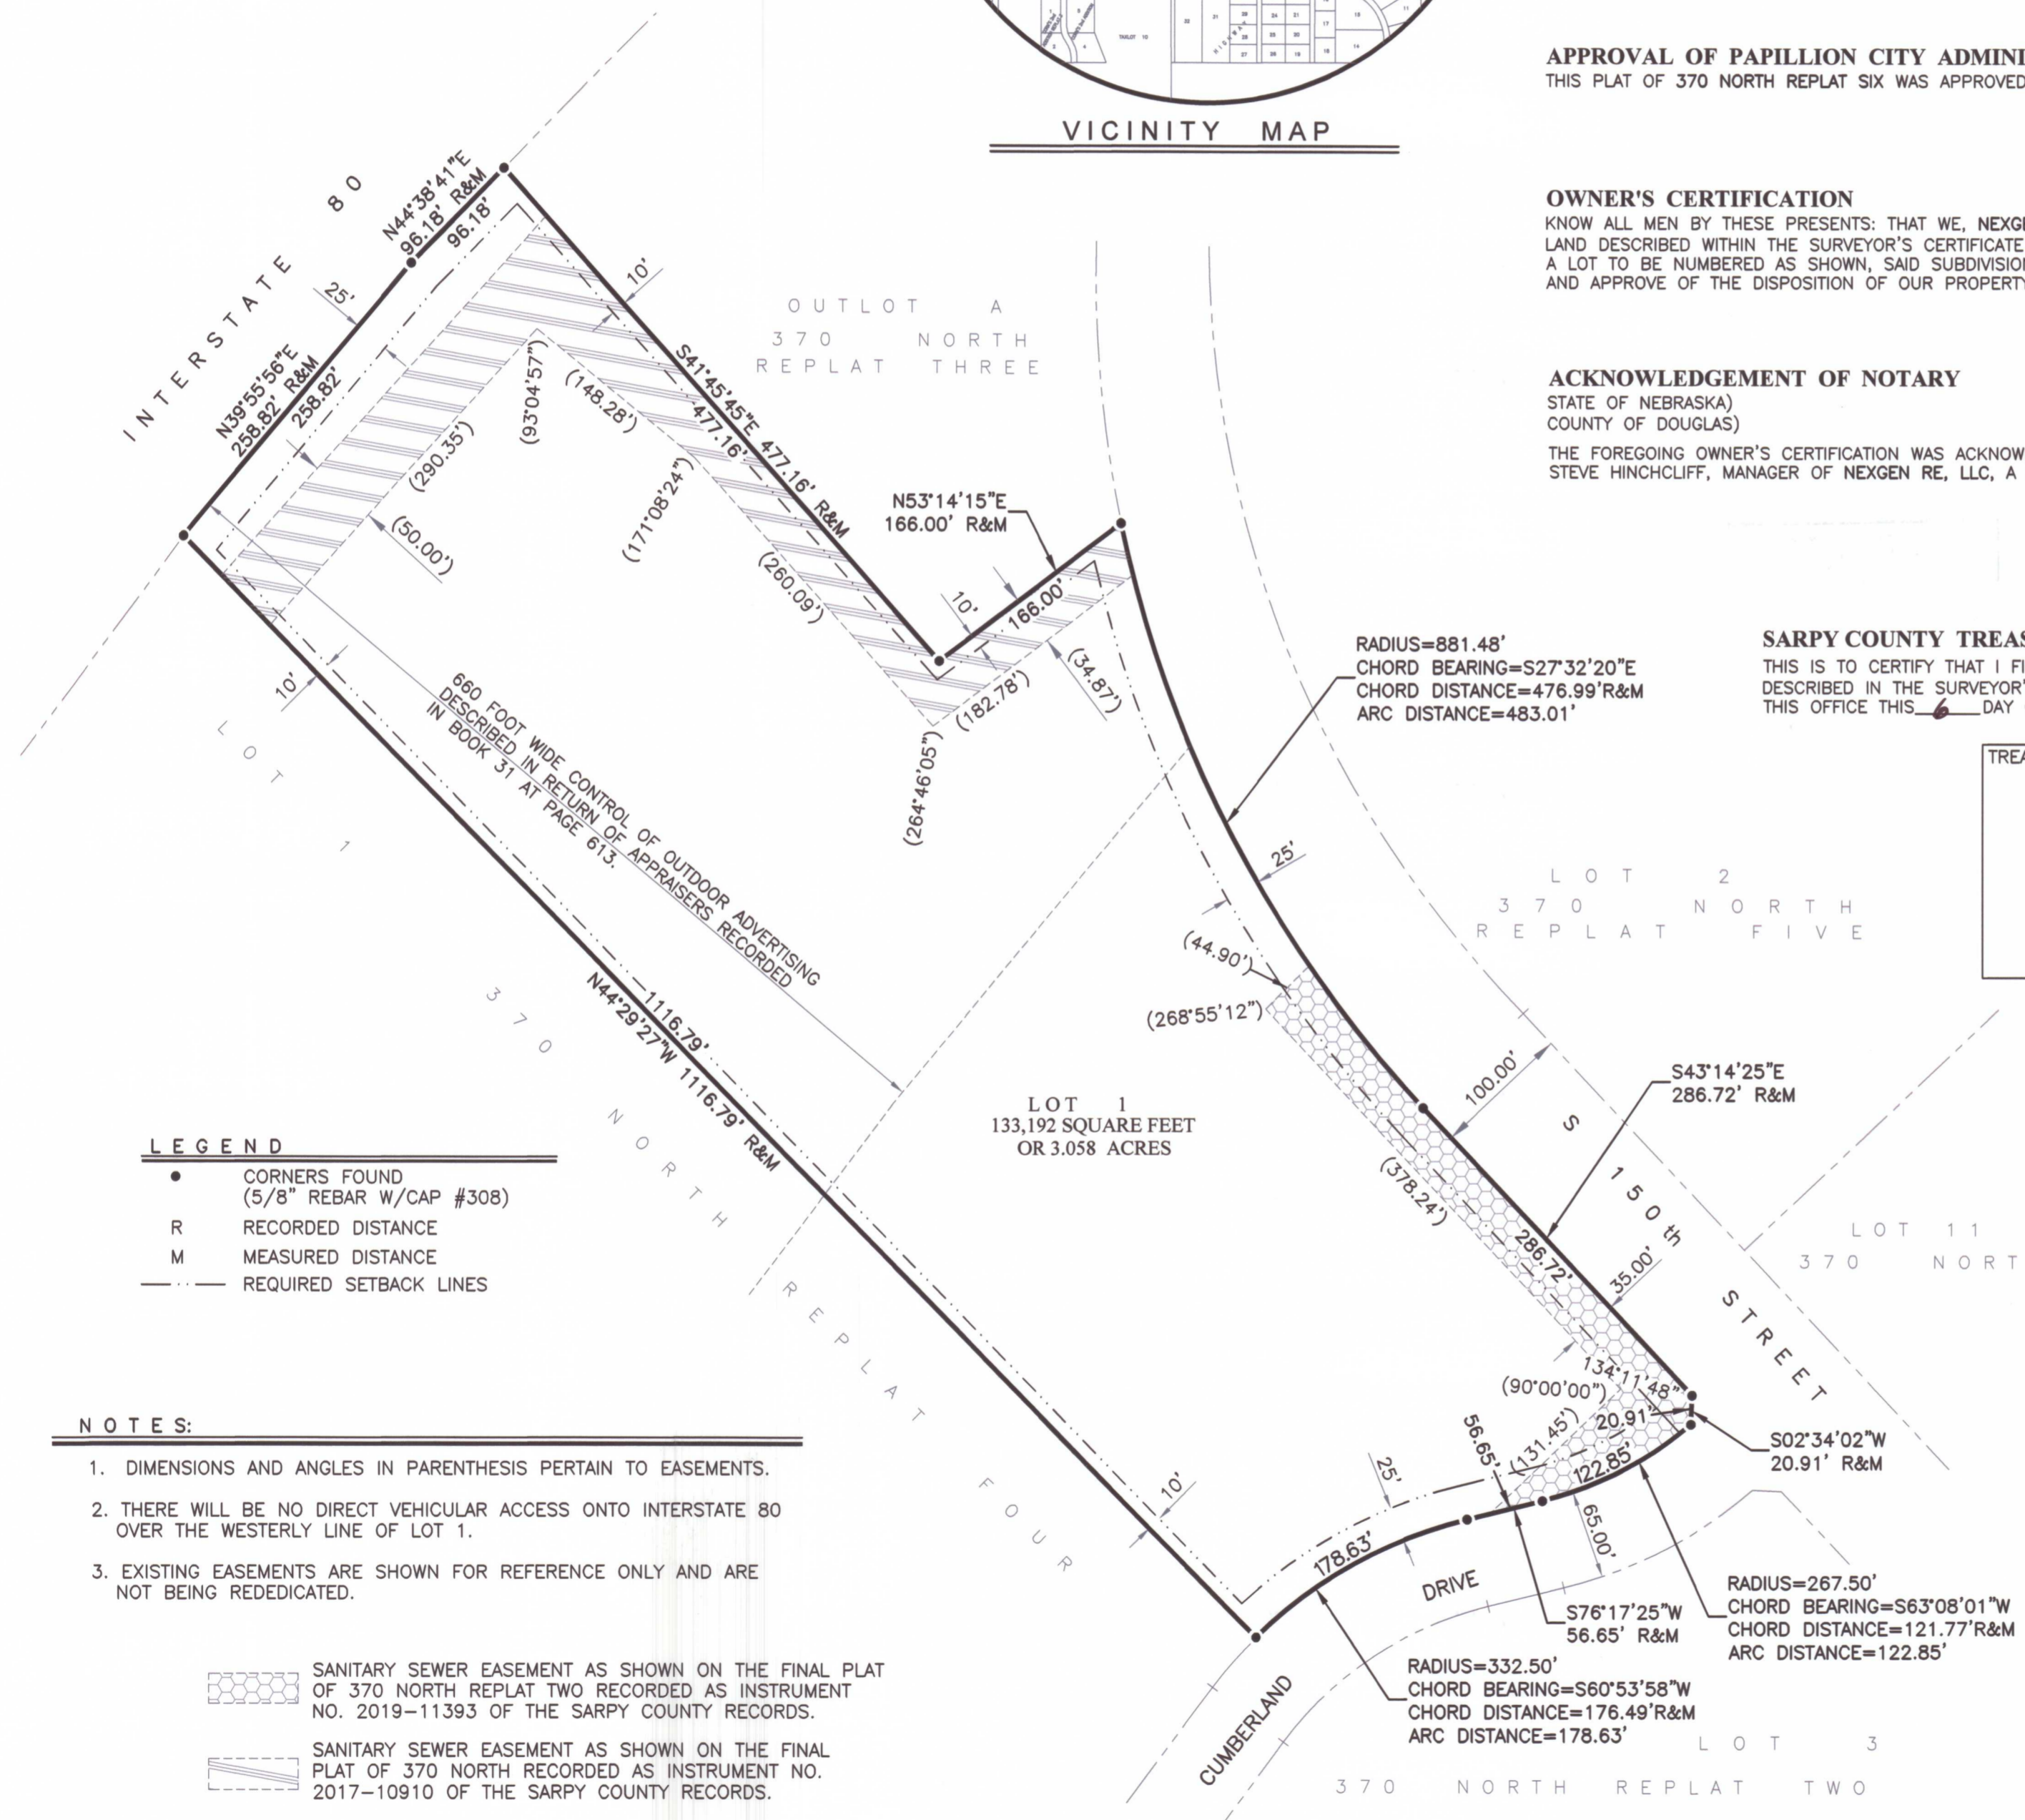 VICINITY MAP
TAXLOT 10
HIGHWAY
APPROVAL OF PAPILLION CITY ADMINI
THIS PLAT OF 370 NORTH REPLAT SIX WAS APPROVED
OWNER'S CERTIFICATION
KNOW ALL MEN BY THESE PRESENTS: THAT WE, NEXGE
LAND DESCRIBED WITHIN THE SURVEYOR'S CERTIFICATE
A LOT TO BE NUMBERED AS SHOWN, SAID SUBDIVISION
AND APPROVE OF THE DISPOSITION OF OUR PROPERTY
ACKNOWLEDGEMENT OF NOTARY
STATE OF NEBRASKA)
COUNTY OF DOUGLAS)
THE FOREGOING OWNER'S CERTIFICATION WAS ACKNOW
STEVE HINCHCLIFF, MANAGER OF NEXGEN RE, LLC, A
SARPY COUNTY TREAS
THIS IS TO CERTIFY THAT I FI
DESCRIBED IN THE SURVEYOR'
THIS OFFICE THIS 6 DAY
TREA
INTERSTATE 80
N44°38'41"E
96.18' R&M
96.18'
25'
N39°55'56"E
258.82' R&M
258.82'
10'
OUTLOT A
370 NORTH
REPLAT THREE
S41°45'45"E 477.16' R&M
477.16'
(93°04'57")
(148.28')
(290.35')
(50.00')
(171°08'24")
(260.09')
N53°14'15"E
166.00' R&M
10'
166.00'
(34.87')
(182.78')
(264°46'05")
10'
660 FOOT WIDE CONTROL OF OUTDOOR ADVERTISING
DESCRIBED IN RETURN OF APPRAISERS RECORDED
IN BOOK 31 AT PAGE 613.
RADIUS=881.48'
CHORD BEARING=S27°32'20"E
CHORD DISTANCE=476.99'R&M
ARC DISTANCE=483.01'
25'
LOT 2
370 NORTH
REPLAT FIVE
(44.90')
(268°55'12")
1116.79'
N44°29'27"W 1116.79' R&M
LOT 1
370 NORTH REPLAT FOUR
LOT 1
133,192 SQUARE FEET
OR 3.058 ACRES
100.00'
S43°14'25"E
286.72' R&M
S 150th STREET
(378.24')
286.72'
35.00'
LOT 11
370 NORT
134°11'48"
(90°00'00")
20.91'
(131.45')
122.85'
56.65'
S02°34'02"W
20.91' R&M
25'
10'
178.63'
65.00'
CUMBERLAND DRIVE
S76°17'25"W
56.65' R&M
RADIUS=267.50'
CHORD BEARING=S63°08'01"W
CHORD DISTANCE=121.77'R&M
ARC DISTANCE=122.85'
RADIUS=332.50'
CHORD BEARING=S60°53'58"W
CHORD DISTANCE=176.49'R&M
ARC DISTANCE=178.63'
LOT 3
370 NORTH REPLAT TWO
LEGEND
CORNERS FOUND
(5/8" REBAR W/CAP #308)
R RECORDED DISTANCE
M MEASURED DISTANCE
REQUIRED SETBACK LINES
NOTES:
1. DIMENSIONS AND ANGLES IN PARENTHESIS PERTAIN TO EASEMENTS.
2. THERE WILL BE NO DIRECT VEHICULAR ACCESS ONTO INTERSTATE 80
OVER THE WESTERLY LINE OF LOT 1.
3. EXISTING EASEMENTS ARE SHOWN FOR REFERENCE ONLY AND ARE
NOT BEING REDEDICATED.
SANITARY SEWER EASEMENT AS SHOWN ON THE FINAL PLAT
OF 370 NORTH REPLAT TWO RECORDED AS INSTRUMENT
NO. 2019-11393 OF THE SARPY COUNTY RECORDS.
SANITARY SEWER EASEMENT AS SHOWN ON THE FINAL
PLAT OF 370 NORTH RECORDED AS INSTRUMENT NO.
2017-10910 OF THE SARPY COUNTY RECORDS.